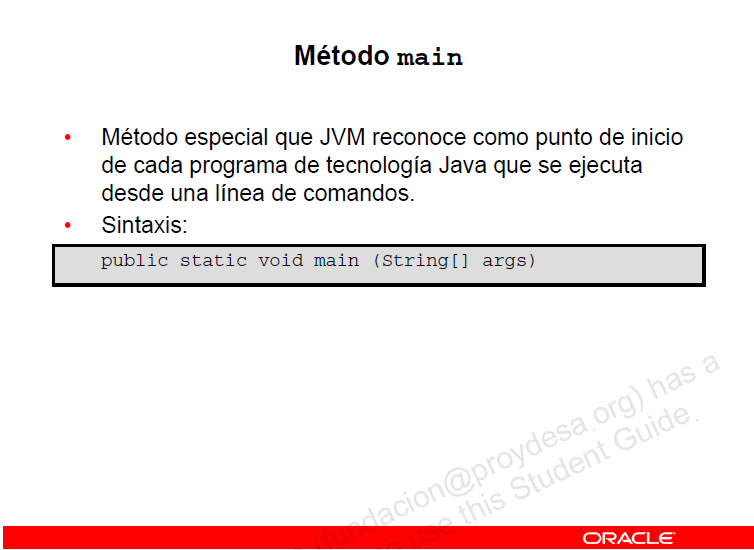 Método main
• Método especial que JVM reconoce como punto de inicio
de cada programa de tecnología Java que se ejecuta
desde una línea de comandos.
• Sintaxis:
public static void main (String[] args)
(fundacion@proydesa.org) has a
to use this Student Guide.
ORACLE